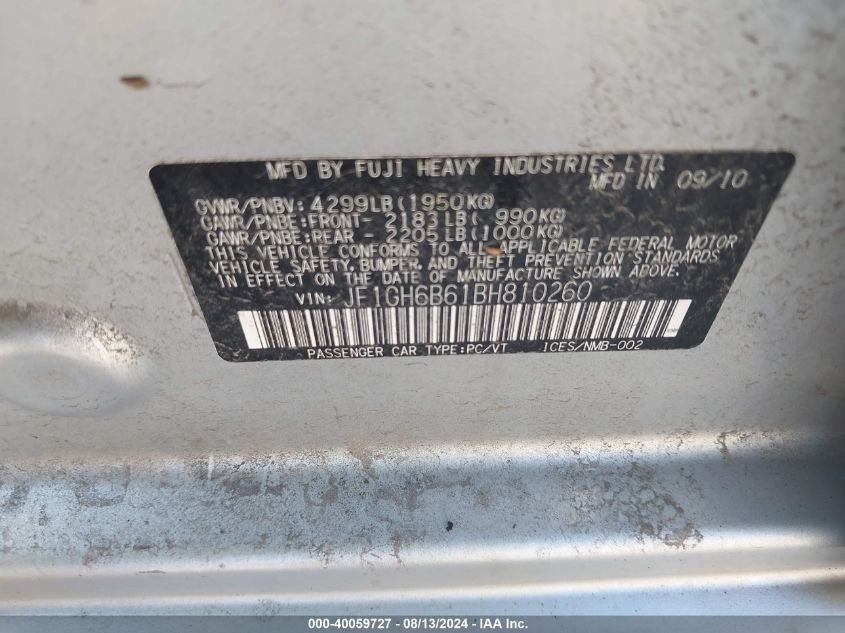 MFD BY FUJI HEAVY INDUSTRIES LTD.
MFD IN 09/10
GVWR/PNBV: 4299LB(1950KG)
GAWR/PNBE:FRONT- 2183LB( 990KG)
GAWR/PNBE:REAR - 2205LB(1000KG)
THIS VEHICLE CONFORMS TO ALL APPLICABLE FEDERAL MOTOR
VEHICLE SAFETY, BUMPER, AND THEFT PREVENTION STANDARDS
IN EFFECT ON THE DATE OF MANUFACTURE SHOWN ABOVE.
VIN: JF1GH6B61BH810260
PASSENGER CAR TYPE:PC/VT ICES/NMB-002
000-40059727 - 08/13/2024 - IAA Inc.